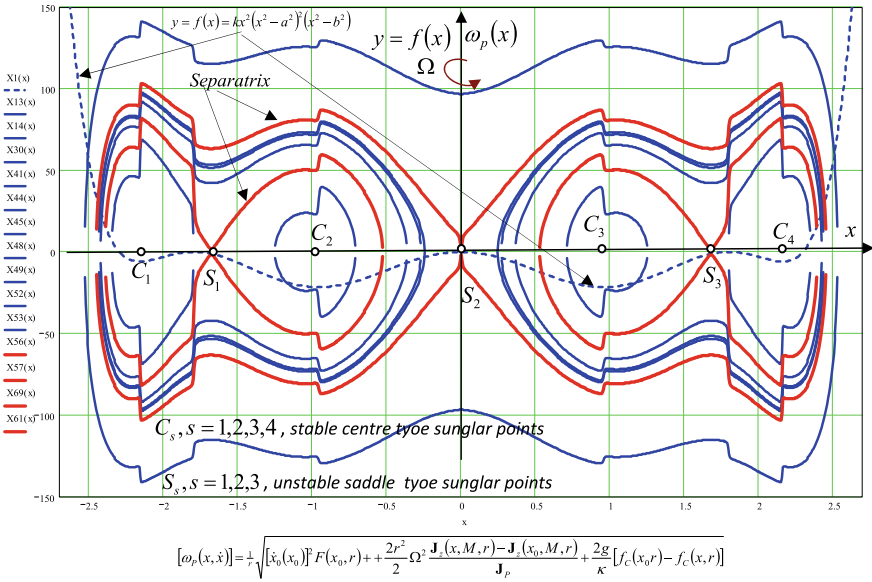 y = f(x) = kx²(x² − a²)²(x² − b²)
y = f(x) ω_p(x)
Ω
Separatrix
X1(x)
X13(x)
X14(x)
X30(x)
X41(x)
X44(x)
X45(x)
X48(x)
X49(x)
X52(x)
X53(x)
X56(x)
X57(x)
X69(x)
X61(x)
150
100
50
0
−50
−100
−150
C₁ S₁ C₂ S₂ C₃ S₃ C₄ x
C_s, s = 1,2,3,4 , stable centre tyoe sunglar points
S_s, s = 1,2,3 , unstable saddle tyoe sunglar points
−2.5 −2 −1.5 −1 −0.5 0 0.5 1 1.5 2 2.5
x
[ω_P(x, ẋ)] = 1/r √([ẋ₀(x₀)]² F(x₀, r) + + 2r²/2 Ω² (J_z(x, M, r) − J_z(x₀, M, r))/J_P + 2g/κ [f_C(x₀r) − f_C(x, r)])